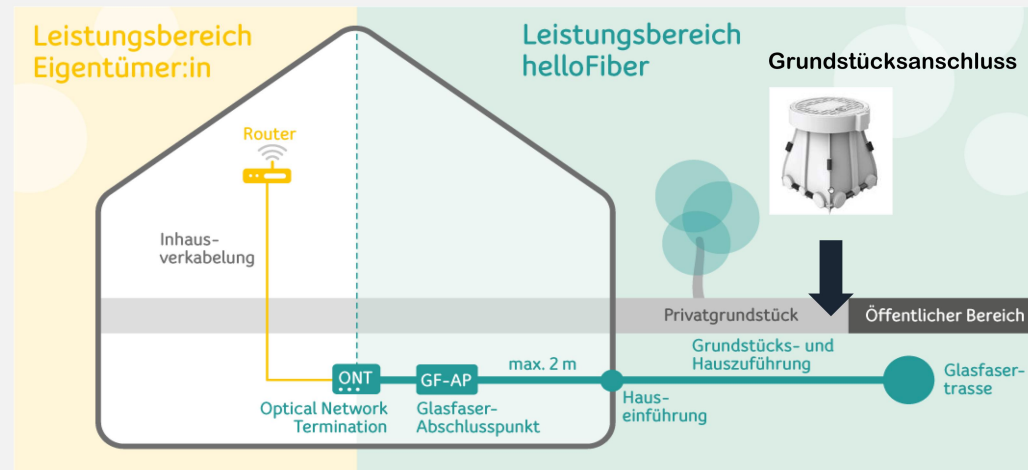 Leistungsbereich
Eigentümer:in
Leistungsbereich
helloFiber
Grundstücksanschluss
Router
Inhaus-
verkabelung
Privatgrundstück
Öffentlicher Bereich
Grundstücks- und
Hauszuführung
max. 2 m
ONT
GF-AP
Glasfaser-
trasse
Haus-
einführung
Optical Network
Termination
Glasfaser-
Abschlusspunkt